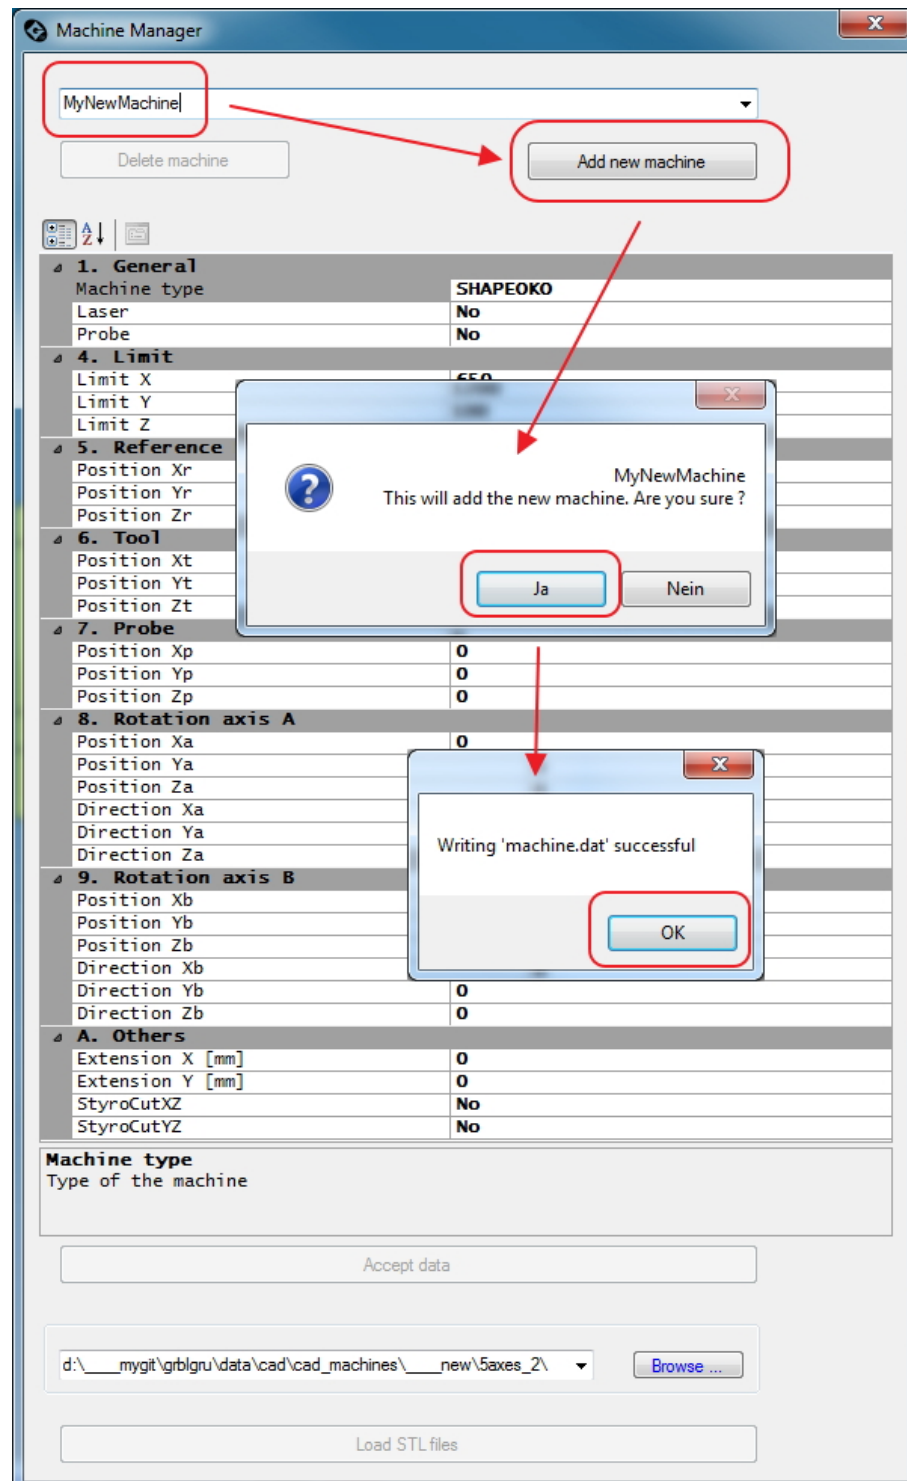 Machine Manager
MyNewMachine
Delete machine
Add new machine
1. General
Machine type SHAPEOKO
Laser No
Probe No
4. Limit
Limit X 650
Limit Y
Limit Z
5. Reference
Position Xr
Position Yr
Position Zr
MyNewMachine
This will add the new machine. Are you sure ?
Ja Nein
6. Tool
Position Xt
Position Yt
Position Zt
7. Probe
Position Xp 0
Position Yp 0
Position Zp 0
8. Rotation axis A
Position Xa 0
Position Ya
Position Za
Direction Xa
Direction Ya
Direction Za
Writing 'machine.dat' successful
OK
9. Rotation axis B
Position Xb
Position Yb
Position Zb
Direction Xb
Direction Yb 0
Direction Zb 0
A. Others
Extension X [mm] 0
Extension Y [mm] 0
StyroCutXZ No
StyroCutYZ No
Machine type
Type of the machine
Accept data
d:\____mygit\grblgru\data\cad\cad_machines\____new\5axes_2\
Browse ...
Load STL files